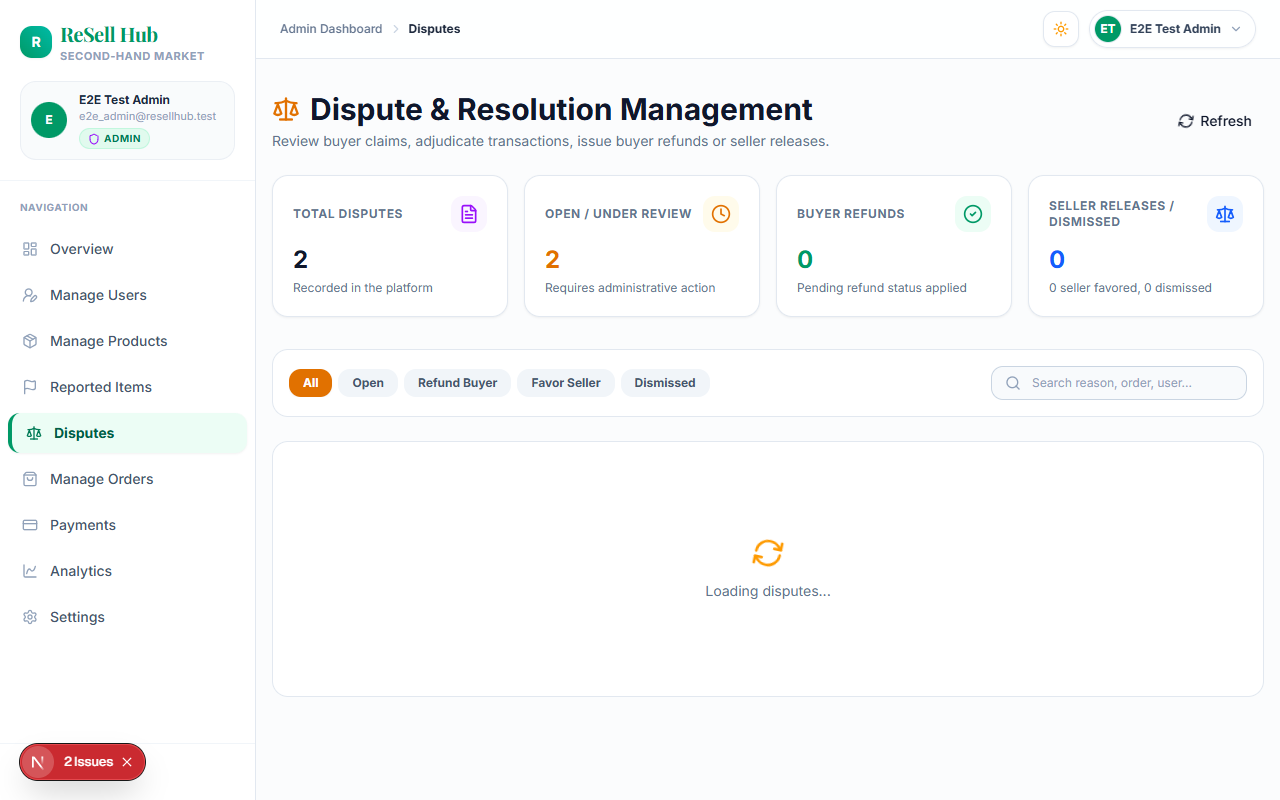 R
ReSell Hub
SECOND-HAND MARKET
E
E2E Test Admin
e2e_admin@resellhub.test
ADMIN
NAVIGATION
Overview
Manage Users
Manage Products
Reported Items
Disputes
Manage Orders
Payments
Analytics
Settings
N 2 Issues
Admin Dashboard
Disputes
ET E2E Test Admin
Dispute & Resolution Management
Review buyer claims, adjudicate transactions, issue buyer refunds or seller releases.
Refresh
TOTAL DISPUTES
2
Recorded in the platform
OPEN / UNDER REVIEW
2
Requires administrative action
BUYER REFUNDS
0
Pending refund status applied
SELLER RELEASES /
DISMISSED
0
0 seller favored, 0 dismissed
All Open Refund Buyer Favor Seller Dismissed
Search reason, order, user...
Loading disputes...